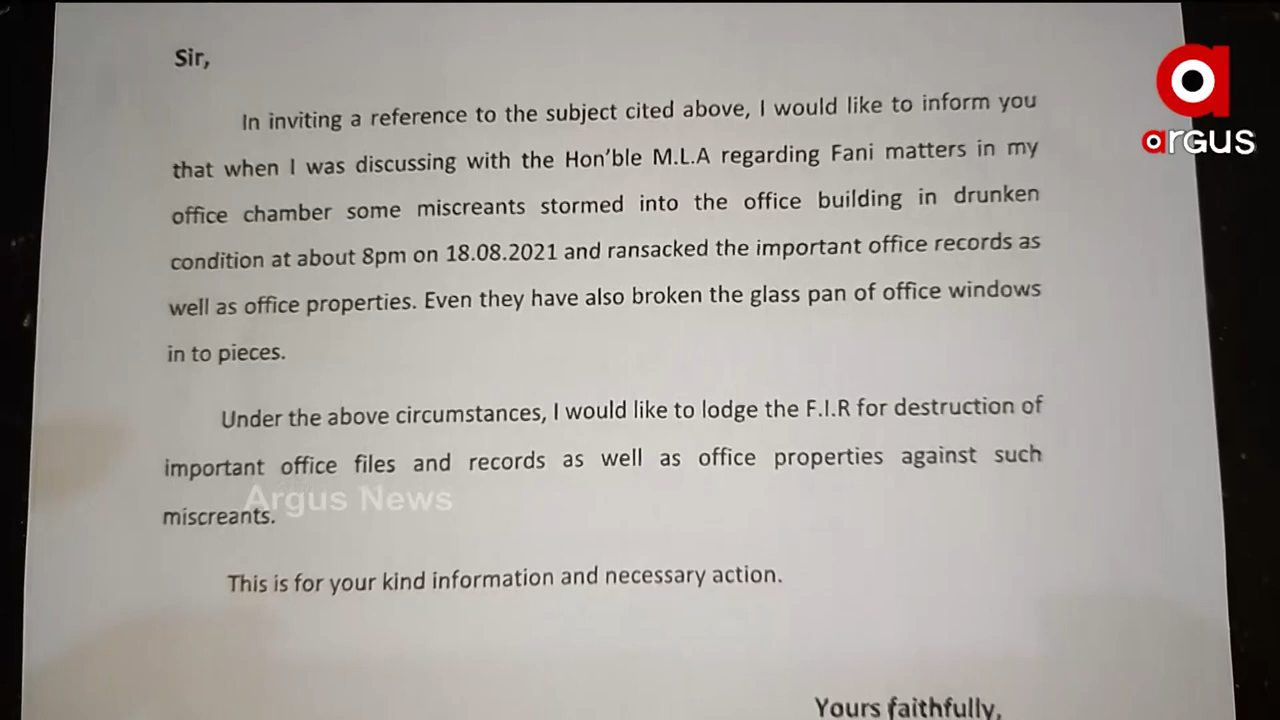 Sir,
argus
In inviting a reference to the subject cited above, I would like to inform you
that when I was discussing with the Hon'ble M.L.A regarding Fani matters in my
office chamber some miscreants stormed into the office building in drunken
condition at about 8pm on 18.08.2021 and ransacked the important office records as
well as office properties. Even they have also broken the glass pan of office windows
in to pieces.
Under the above circumstances, I would like to lodge the F.I.R for destruction of
important office files and records as well as office properties against such
Argus News
miscreants.
This is for your kind information and necessary action.
Yours faithfully,